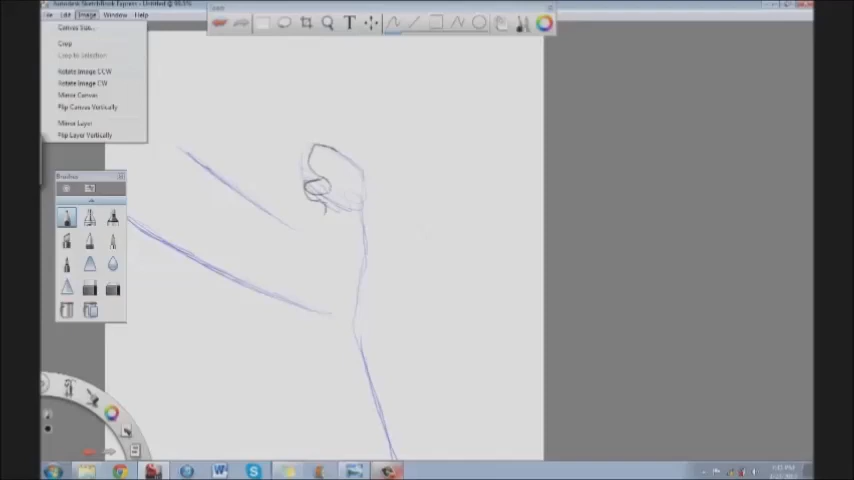 Autodesk SketchBook Express - Untitled @ 95.5%
File Edit Image Window Help
Canvas Size...
Crop
Crop to Selection
Rotate Image CCW
Rotate Image CW
Mirror Canvas
Flip Canvas Vertically
Mirror Layer
Flip Layer Vertically
T
Brushes
W
S